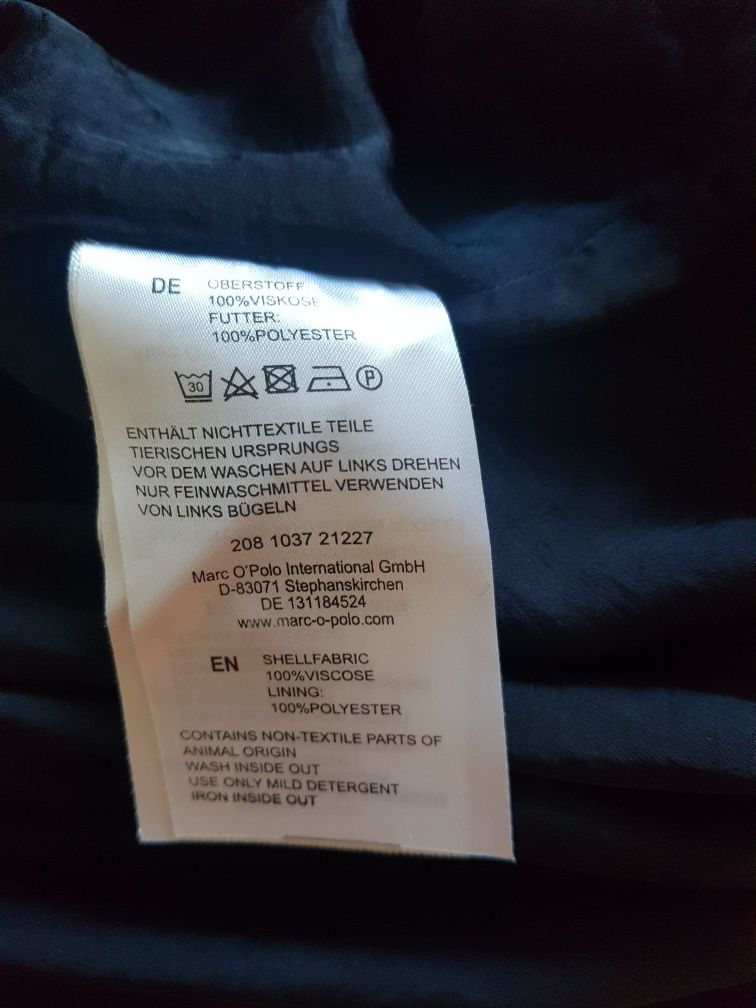 DE OBERSTOFF
100%VISKOSE
FUTTER:
100%POLYESTER
30 P
ENTHÄLT NICHTTEXTILE TEILE
TIERISCHEN URSPRUNGS
VOR DEM WASCHEN AUF LINKS DREHEN
NUR FEINWASCHMITTEL VERWENDEN
VON LINKS BÜGELN
208 1037 21227
Marc O'Polo International GmbH
D-83071 Stephanskirchen
DE 131184524
www.marc-o-polo.com
EN SHELLFABRIC
100%VISCOSE
LINING:
100%POLYESTER
CONTAINS NON-TEXTILE PARTS OF
ANIMAL ORIGIN
WASH INSIDE OUT
USE ONLY MILD DETERGENT
IRON INSIDE OUT